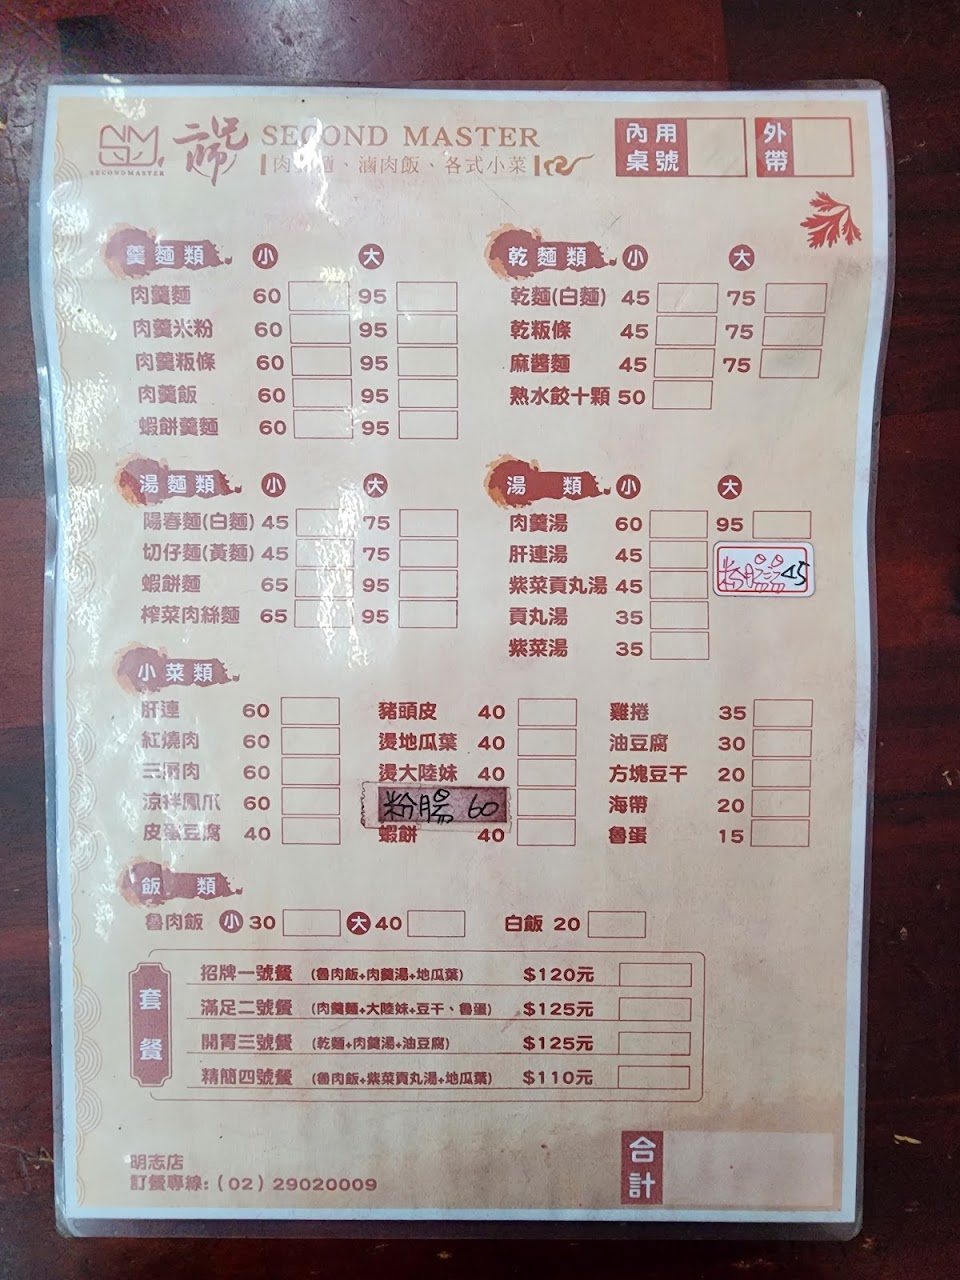 SM
SECONDMASTER
二師兄
SECOND MASTER
肉羹麵、滷肉飯、各式小菜
內用桌號
外帶
羹麵類 小 大
肉羹麵 60 95
肉羹米粉 60 95
肉羹粄條 60 95
肉羹飯 60 95
蝦餅羹麵 60 95
乾麵類 小 大
乾麵(白麵) 45 75
乾粄條 45 75
麻醬麵 45 75
熟水餃十顆 50
湯麵類 小 大
陽春麵(白麵) 45 75
切仔麵(黃麵) 45 75
蝦餅麵 65 95
榨菜肉絲麵 65 95
湯類 小 大
肉羹湯 60 95
肝連湯 45
粉腸湯45
紫菜貢丸湯 45
貢丸湯 35
紫菜湯 35
小菜類
肝連 60
紅燒肉 60
三層肉 60
涼拌鳳爪 60
皮蛋豆腐 40
豬頭皮 40
燙地瓜葉 40
燙大陸妹 40
粉腸 60
蝦餅 40
雞捲 35
油豆腐 30
方塊豆干 20
海帶 20
魯蛋 15
飯類
魯肉飯 小 30 大 40 白飯 20
套餐
招牌一號餐 (魯肉飯+肉羹湯+地瓜葉) $120元
滿足二號餐 (肉羹麵+大陸妹+豆干、魯蛋) $125元
開胃三號餐 (乾麵+肉羹湯+油豆腐) $125元
精簡四號餐 (魯肉飯+紫菜貢丸湯+地瓜葉) $110元
合計
明志店
訂餐專線:(02)29020009